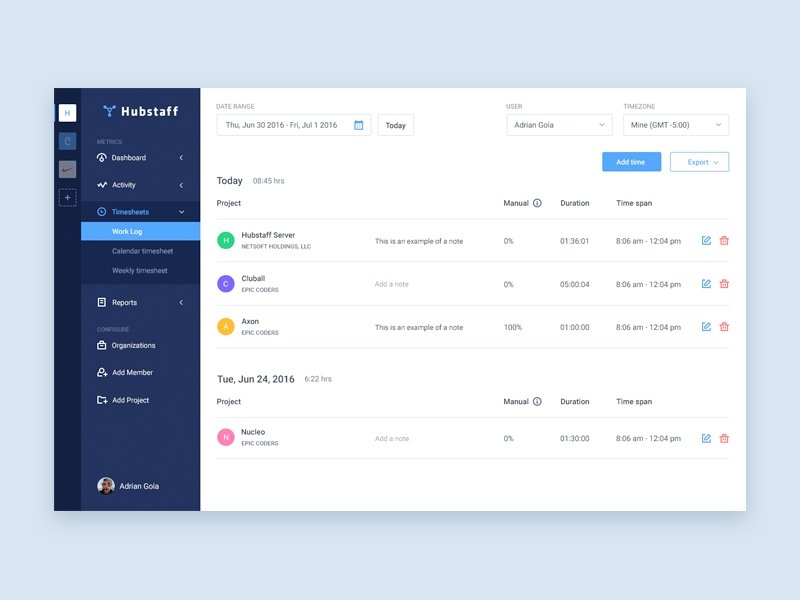 H
Hubstaff
METRICS
Dashboard
Activity
Timesheets
Work Log
Calendar timesheet
Weekly timesheet
Reports
CONFIGURE
Organizations
Add Member
Add Project
Adrian Goia
DATE RANGE
Thu, Jun 30 2016 - Fri, Jul 1 2016
Today
USER
Adrian Goia
TIMEZONE
Mine (GMT -5:00)
Add time
Export
Today 08:45 hrs
Project Manual Duration Time span
H Hubstaff Server
NETSOFT HOLDINGS, LLC
This is an example of a note 0% 01:36:01 8:06 am - 12:04 pm
C Cluball
EPIC CODERS
Add a note 0% 05:00:04 8:06 am - 12:04 pm
A Axon
EPIC CODERS
This is an example of a note 100% 01:00:00 8:06 am - 12:04 pm
Tue, Jun 24, 2016 6:22 hrs
Project Manual Duration Time span
N Nucleo
EPIC CODERS
Add a note 0% 01:30:00 8:06 am - 12:04 pm